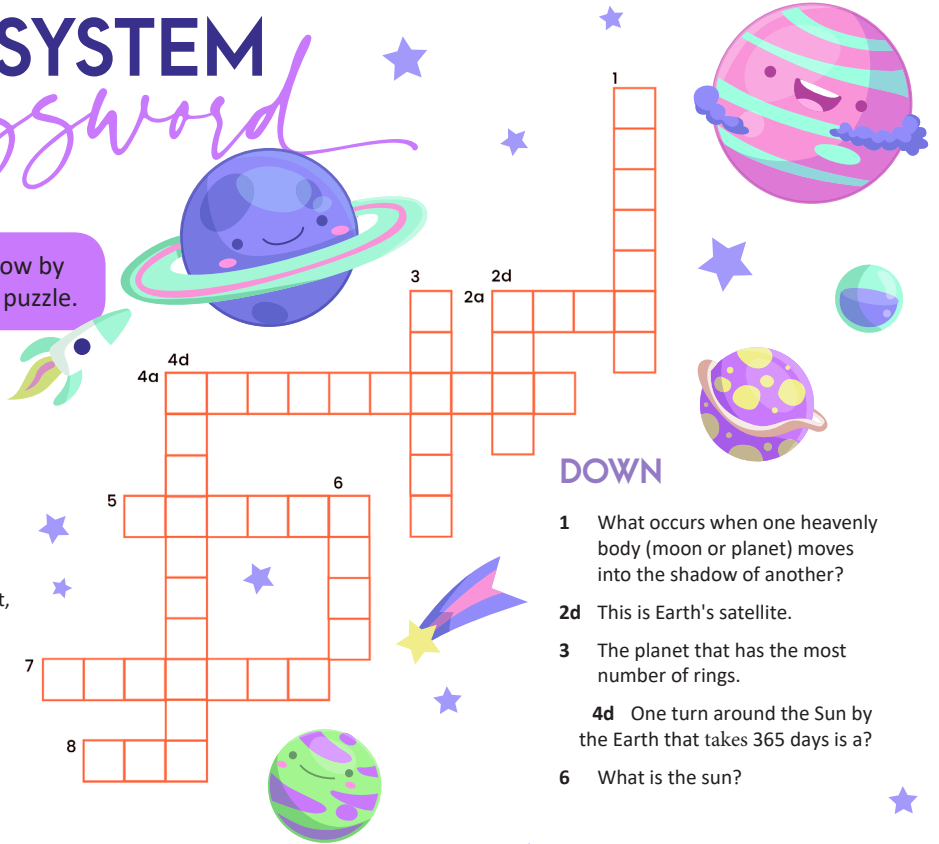 SYSTEM
ssword
ow by
puzzle.
1
3
2d
2a
4d
4a
6
5
t,
7
8
DOWN
1 What occurs when one heavenly
body (moon or planet) moves
into the shadow of another?
2d This is Earth's satellite.
3 The planet that has the most
number of rings.
4d One turn around the Sun by
the Earth that takes 365 days is a?
6 What is the sun?